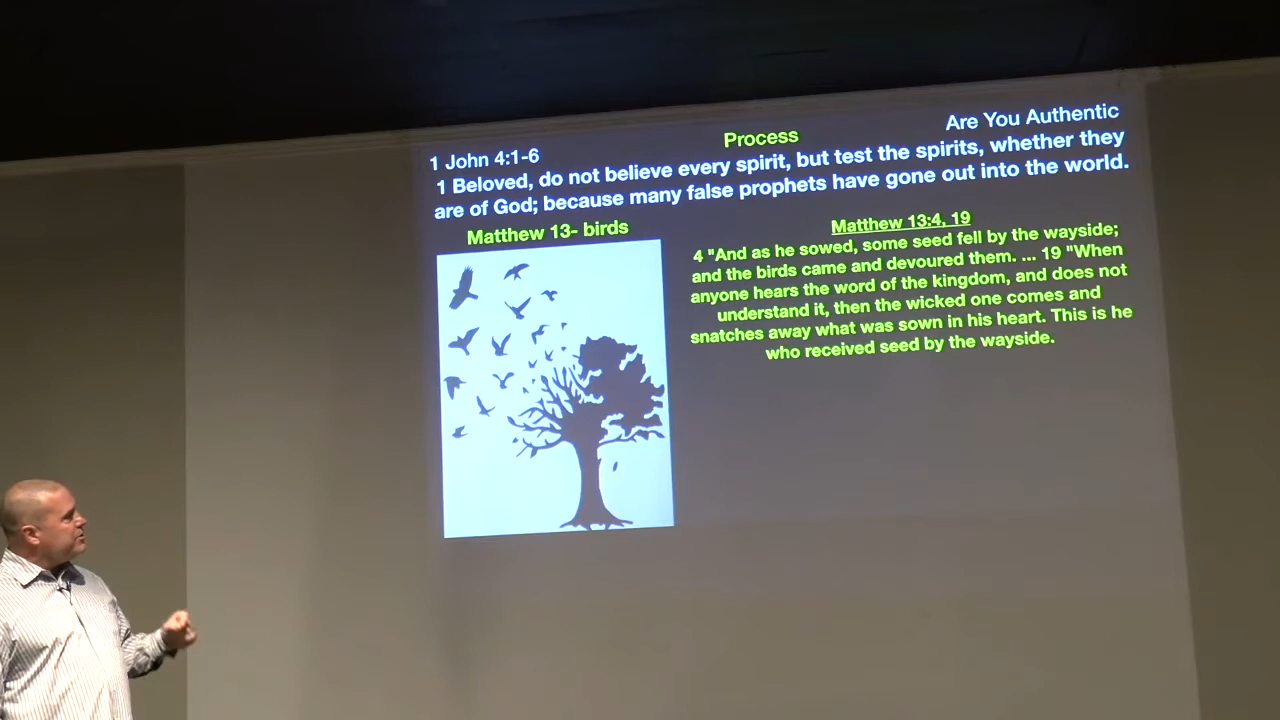 1 John 4:1-6
Process
Are You Authentic
1 Beloved, do not believe every spirit, but test the spirits, whether they
are of God; because many false prophets have gone out into the world.
Matthew 13- birds
Matthew 13:4, 19
4 "And as he sowed, some seed fell by the wayside;
and the birds came and devoured them. ... 19 "When
anyone hears the word of the kingdom, and does not
understand it, then the wicked one comes and
snatches away what was sown in his heart. This is he
who received seed by the wayside.